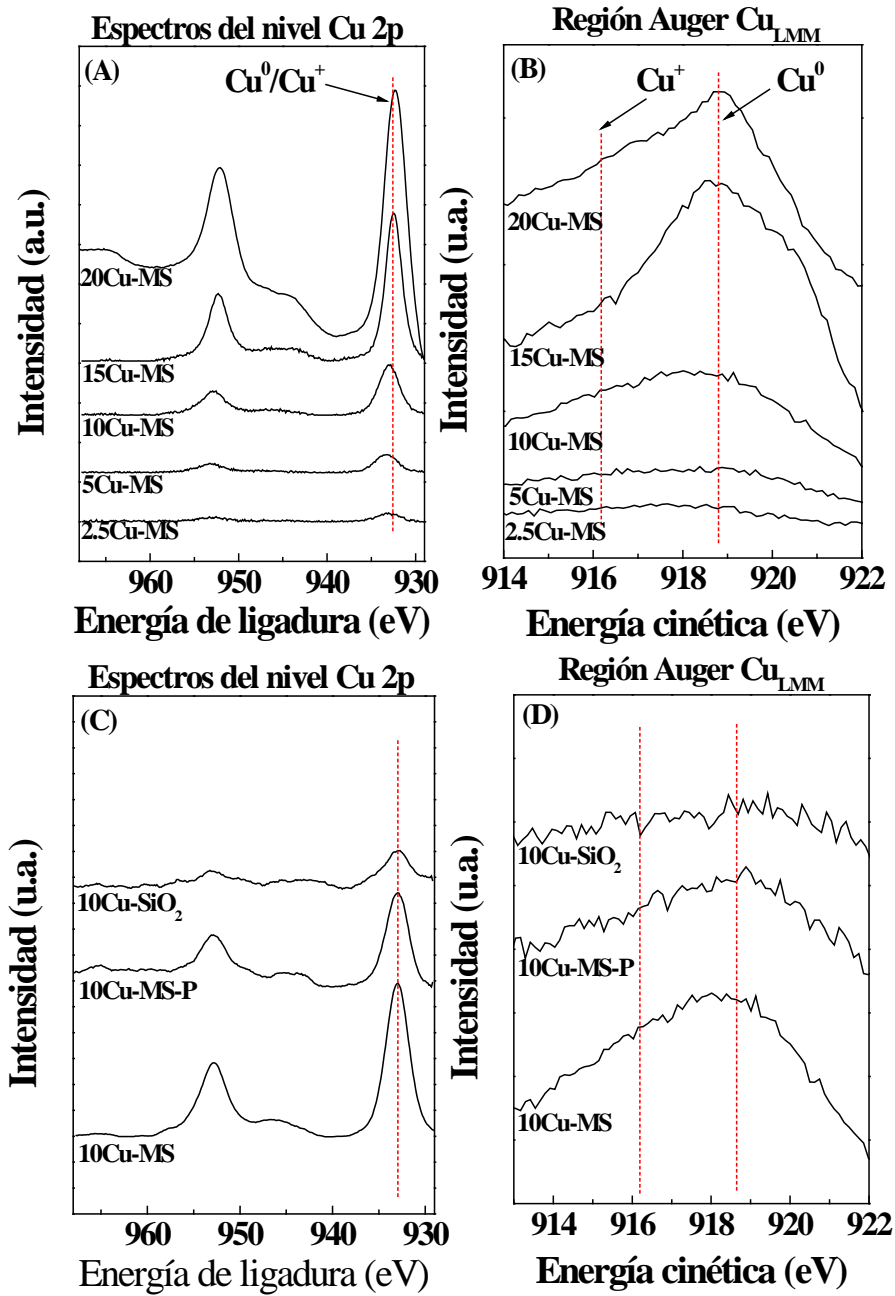 Espectros del nivel Cu 2p
(A)
Cu⁰/Cu⁺
Intensidad (a.u.)
20Cu-MS
15Cu-MS
10Cu-MS
5Cu-MS
2.5Cu-MS
960 950 940 930
Energía de ligadura (eV)
Región Auger Cu_LMM
(B)
Cu⁺
Cu⁰
Intensidad (u.a.)
20Cu-MS
15Cu-MS
10Cu-MS
5Cu-MS
2.5Cu-MS
914 916 918 920 922
Energía cinética (eV)
Espectros del nivel Cu 2p
(C)
Intensidad (u.a.)
10Cu-SiO₂
10Cu-MS-P
10Cu-MS
960 950 940 930
Energía de ligadura (eV)
Región Auger Cu_LMM
(D)
Intensidad (u.a.)
10Cu-SiO₂
10Cu-MS-P
10Cu-MS
914 916 918 920 922
Energía cinética (eV)